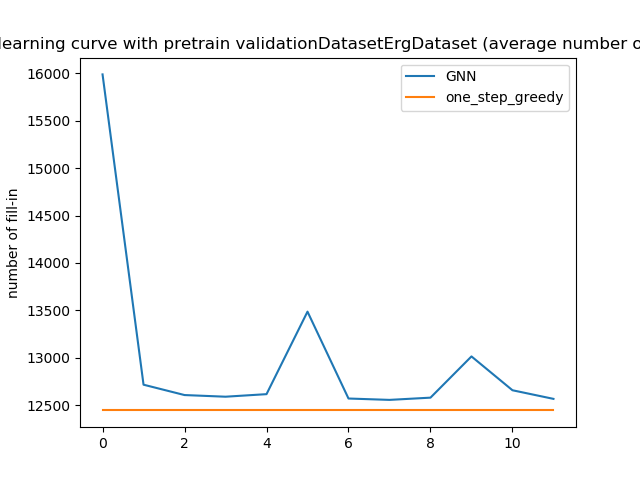 learning curve with pretrain validationDatasetErgDataset (average number o
GNN
one_step_greedy
number of fill-in
16000
15500
15000
14500
14000
13500
13000
12500
0 2 4 6 8 10